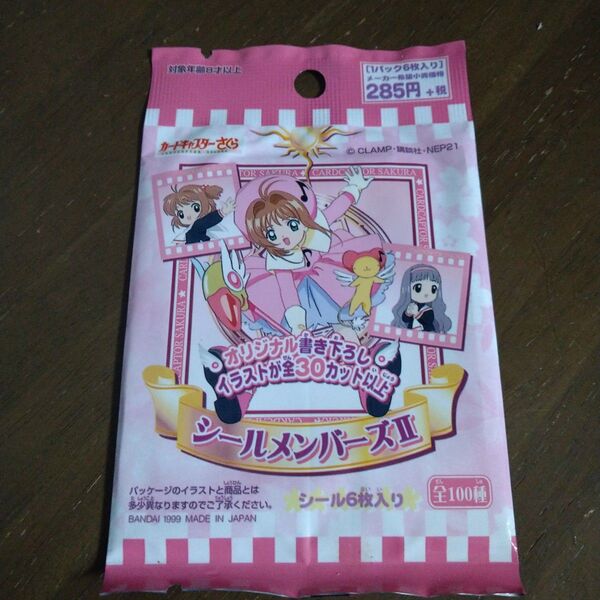 対象年齢8才以上
[1パック6枚入り]
メーカー希望小売価格
285円+税
カードキャプターさくら
©CLAMP・講談社・NEP21
CARDCAPTOR SAKURA
オリジナル書き下ろし
イラストが全30カット以上
シールメンバーズII
パッケージのイラストと商品とは
多少異なりますのでご了承ください。
BANDAI 1999 MADE IN JAPAN
シール6枚入り
全100種